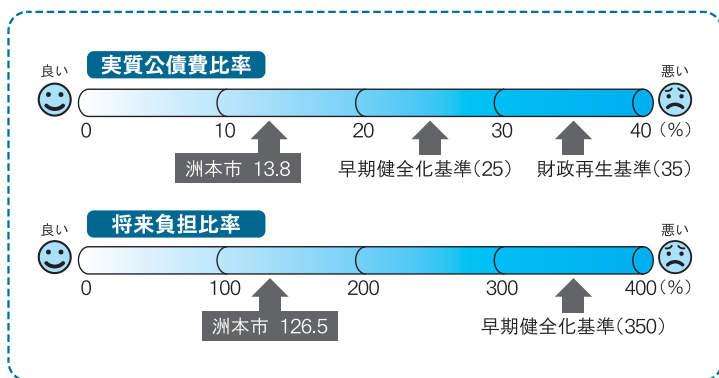 実質公債費比率
良い
悪い
0 10 20 30 40 (%)
洲本市 13.8
早期健全化基準(25)
財政再生基準(35)
将来負担比率
良い
悪い
0 100 200 300 400 (%)
洲本市 126.5
早期健全化基準(350)